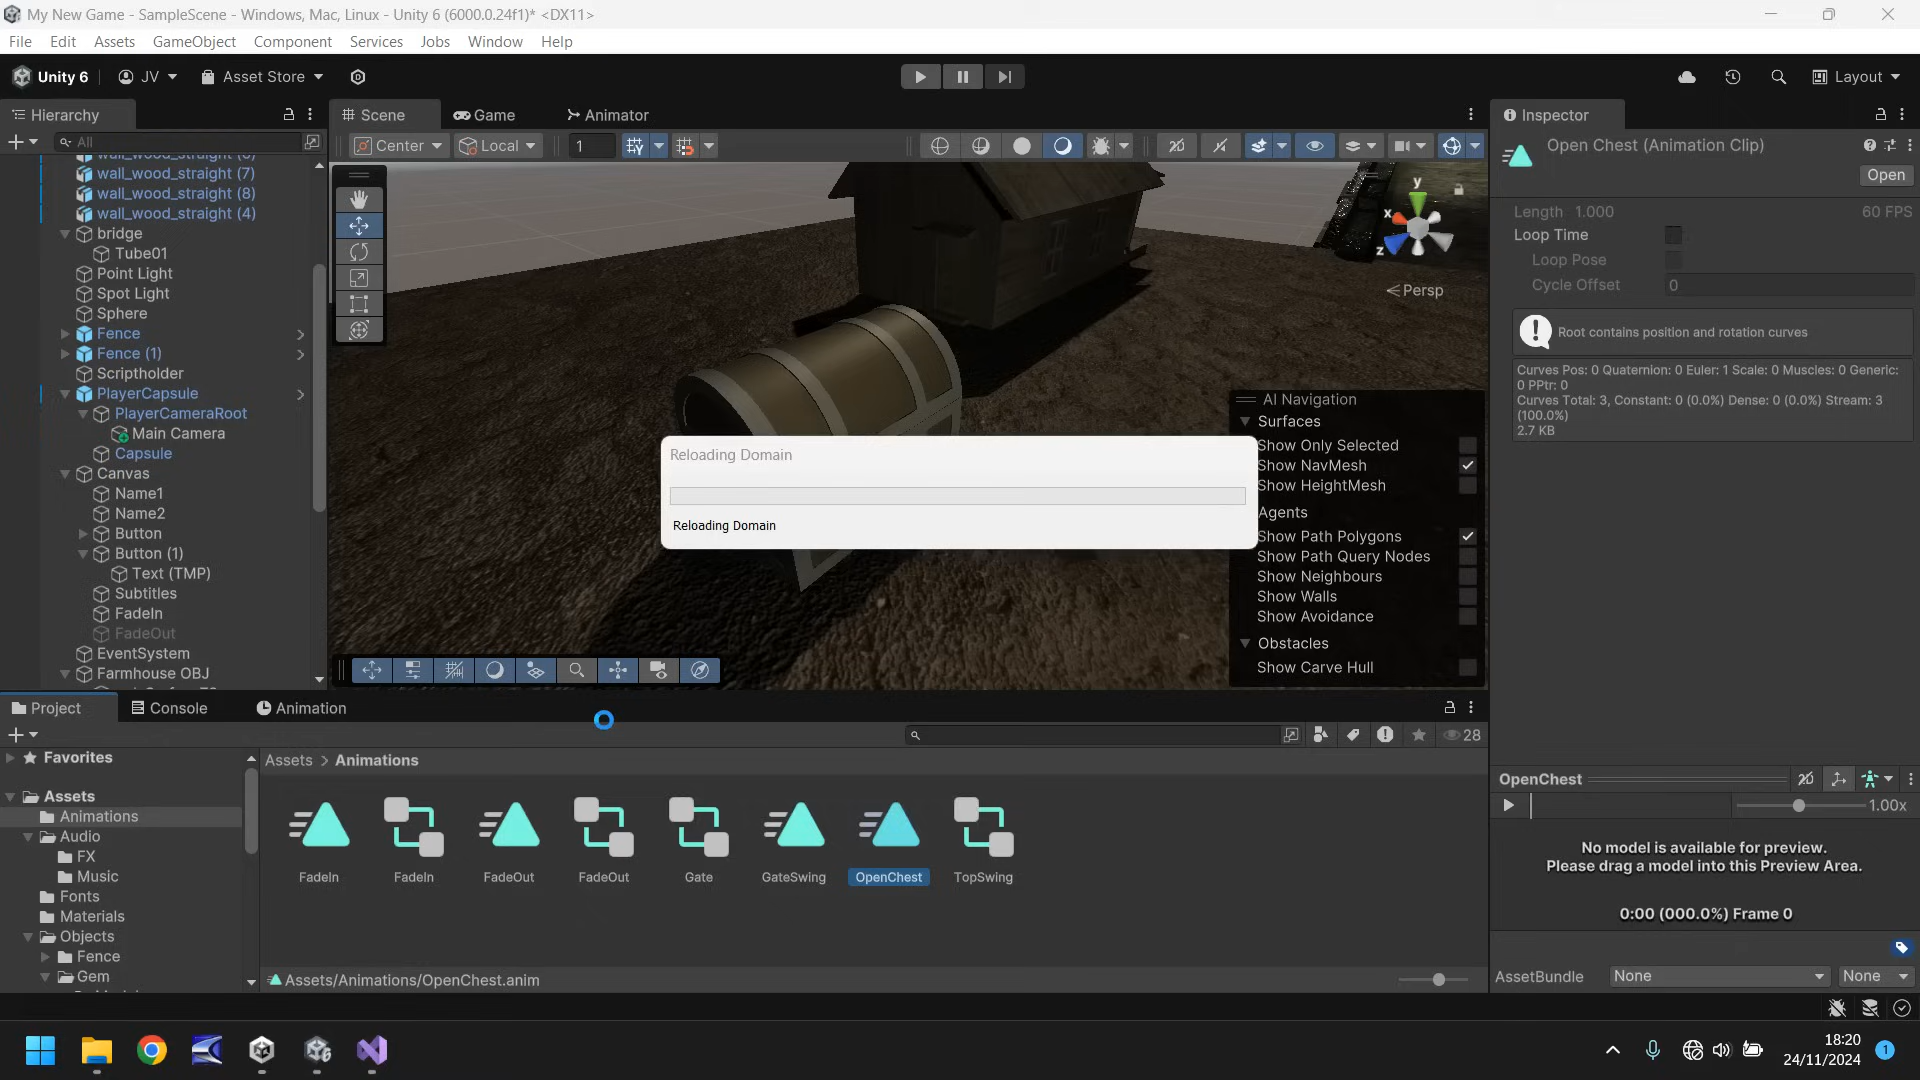 My New Game - SampleScene - Windows, Mac, Linux - Unity 6 (6000.0.24f1)* <DX11>
File Edit Assets GameObject Component Services Jobs Window Help
Unity 6 JV Asset Store Layout
Hierarchy
Scene Game Animator
Inspector
All
Center Local 1
Open Chest (Animation Clip)
Open
wall_wood_straight (7)
wall_wood_straight (8)
wall_wood_straight (4)
bridge
Tube01
Point Light
Spot Light
Sphere
Fence
Fence (1)
Scriptholder
PlayerCapsule
PlayerCameraRoot
Main Camera
Capsule
Canvas
Name1
Name2
Button
Button (1)
Text (TMP)
Subtitles
FadeIn
FadeOut
EventSystem
Farmhouse OBJ
y
x
z
Persp
Reloading Domain
Reloading Domain
AI Navigation
Surfaces
Show Only Selected
Show NavMesh
Show HeightMesh
Agents
Show Path Polygons
Show Path Query Nodes
Show Neighbours
Show Walls
Show Avoidance
Obstacles
Show Carve Hull
Length 1.000 60 FPS
Loop Time
Loop Pose
Cycle Offset 0
Root contains position and rotation curves
Curves Pos: 0 Quaternion: 0 Euler: 1 Scale: 0 Muscles: 0 Generic:
0 PPtr: 0
Curves Total: 3, Constant: 0 (0.0%) Dense: 0 (0.0%) Stream: 3
(100.0%)
2.7 KB
Project Console Animation
28
Favorites
Assets
Animations
Audio
FX
Music
Fonts
Materials
Objects
Fence
Gem
Assets > Animations
FadeIn FadeIn FadeOut FadeOut Gate GateSwing OpenChest TopSwing
Assets/Animations/OpenChest.anim
OpenChest
1.00x
No model is available for preview.
Please drag a model into this Preview Area.
0:00 (000.0%) Frame 0
AssetBundle None None
18:20
24/11/2024
1